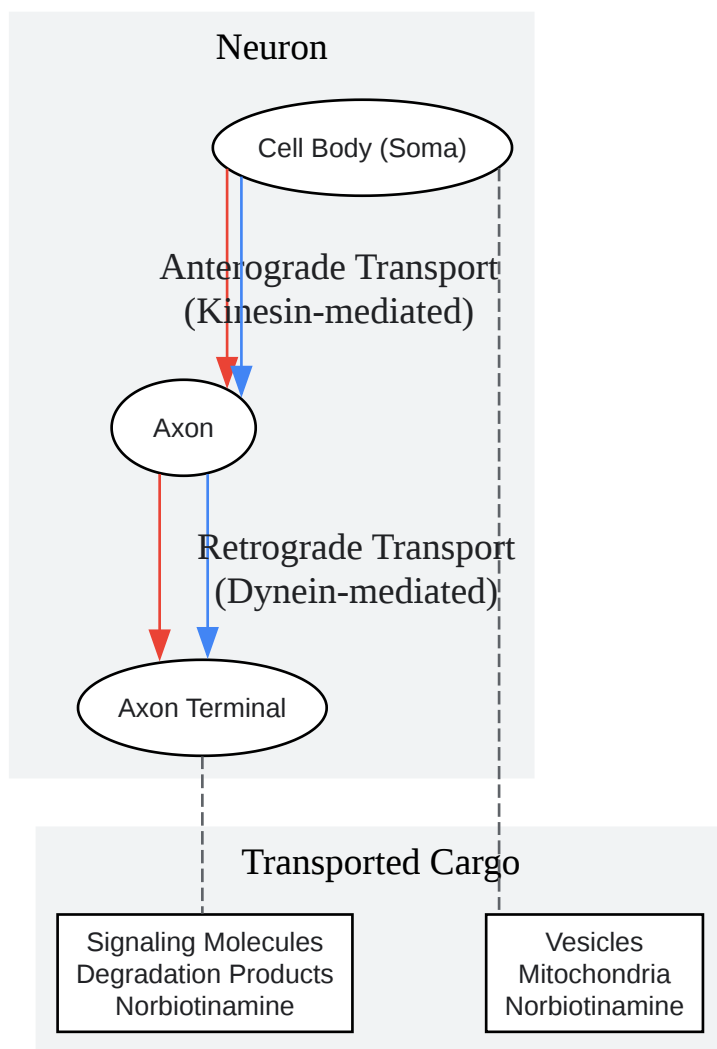 Neuron
Cell Body (Soma)
Anterograde Transport
(Kinesin-mediated)
Axon
Retrograde Transport
(Dynein-mediated)
Axon Terminal
Transported Cargo
Signaling Molecules
Degradation Products
Norbiotinamine
Vesicles
Mitochondria
Norbiotinamine